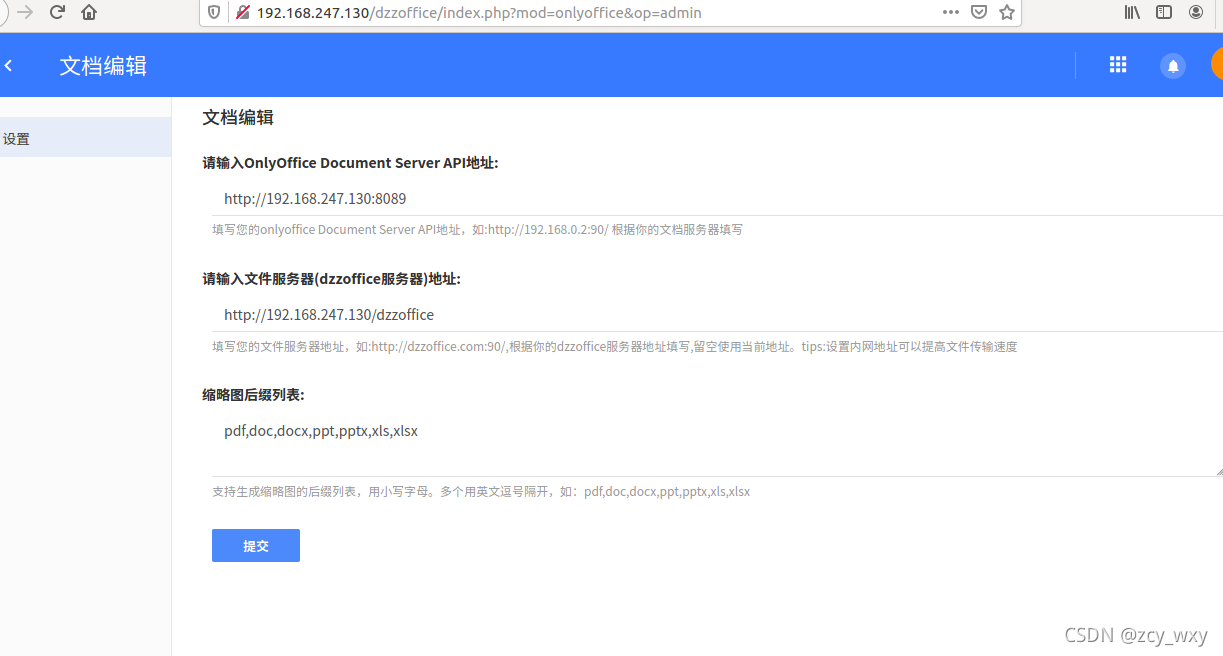 192.168.247.130/dzzoffice/index.php?mod=onlyoffice&op=admin
文档编辑
设置
文档编辑
请输入OnlyOffice Document Server API地址:
http://192.168.247.130:8089
填写您的onlyoffice Document Server API地址，如:http://192.168.0.2:90/ 根据你的文档服务器填写
请输入文件服务器(dzzoffice服务器)地址:
http://192.168.247.130/dzzoffice
填写您的文件服务器地址，如:http://dzzoffice.com:90/,根据你的dzzoffice服务器地址填写,留空使用当前地址。tips:设置内网地址可以提高文件传输速度
缩略图后缀列表:
pdf,doc,docx,ppt,pptx,xls,xlsx
支持生成缩略图的后缀列表，用小写字母。多个用英文逗号隔开，如：pdf,doc,docx,ppt,pptx,xls,xlsx
提交
CSDN @zcy_wxy